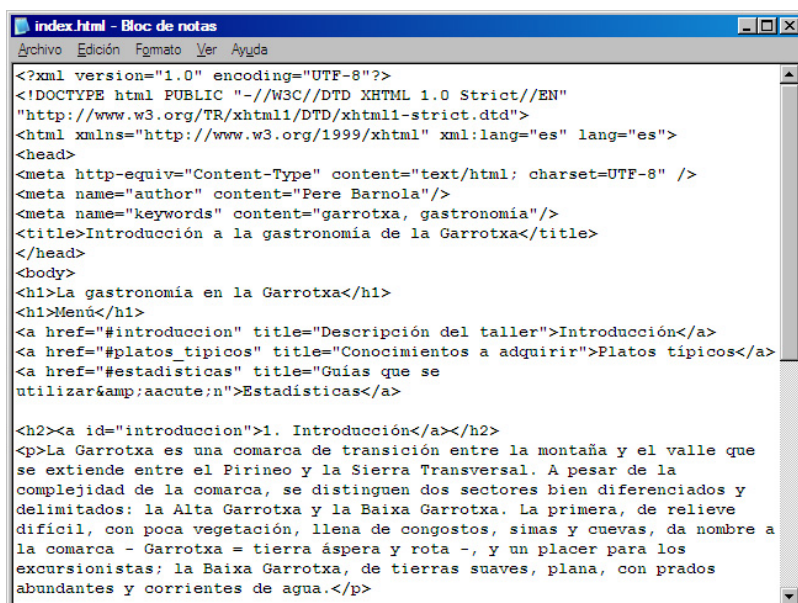 index.html - Bloc de notas
Archivo Edición Formato Ver Ayuda
<?xml version="1.0" encoding="UTF-8"?>
<!DOCTYPE html PUBLIC "-//W3C//DTD XHTML 1.0 Strict//EN"
"http://www.w3.org/TR/xhtml1/DTD/xhtml1-strict.dtd">
<html xmlns="http://www.w3.org/1999/xhtml" xml:lang="es" lang="es">
<head>
<meta http-equiv="Content-Type" content="text/html; charset=UTF-8" />
<meta name="author" content="Pere Barnola"/>
<meta name="keywords" content="garrotxa, gastronomía"/>
<title>Introducción a la gastronomía de la Garrotxa</title>
</head>
<body>
<h1>La gastronomía en la Garrotxa</h1>
<h1>Menú</h1>
<a href="#introduccion" title="Descripción del taller">Introducción</a>
<a href="#platos_tipicos" title="Conocimientos a adquirir">Platos típicos</a>
<a href="#estadisticas" title="Guías que se
utilizar&amp;aacute;n">Estadísticas</a>
<h2><a id="introduccion">1. Introducción</a></h2>
<p>La Garrotxa es una comarca de transición entre la montaña y el valle que
se extiende entre el Pirineo y la Sierra Transversal. A pesar de la
complejidad de la comarca, se distinguen dos sectores bien diferenciados y
delimitados: la Alta Garrotxa y la Baixa Garrotxa. La primera, de relieve
difícil, con poca vegetación, llena de congostos, simas y cuevas, da nombre a
la comarca - Garrotxa = tierra áspera y rota -, y un placer para los
excursionistas; la Baixa Garrotxa, de tierras suaves, plana, con prados
abundantes y corrientes de agua.</p>